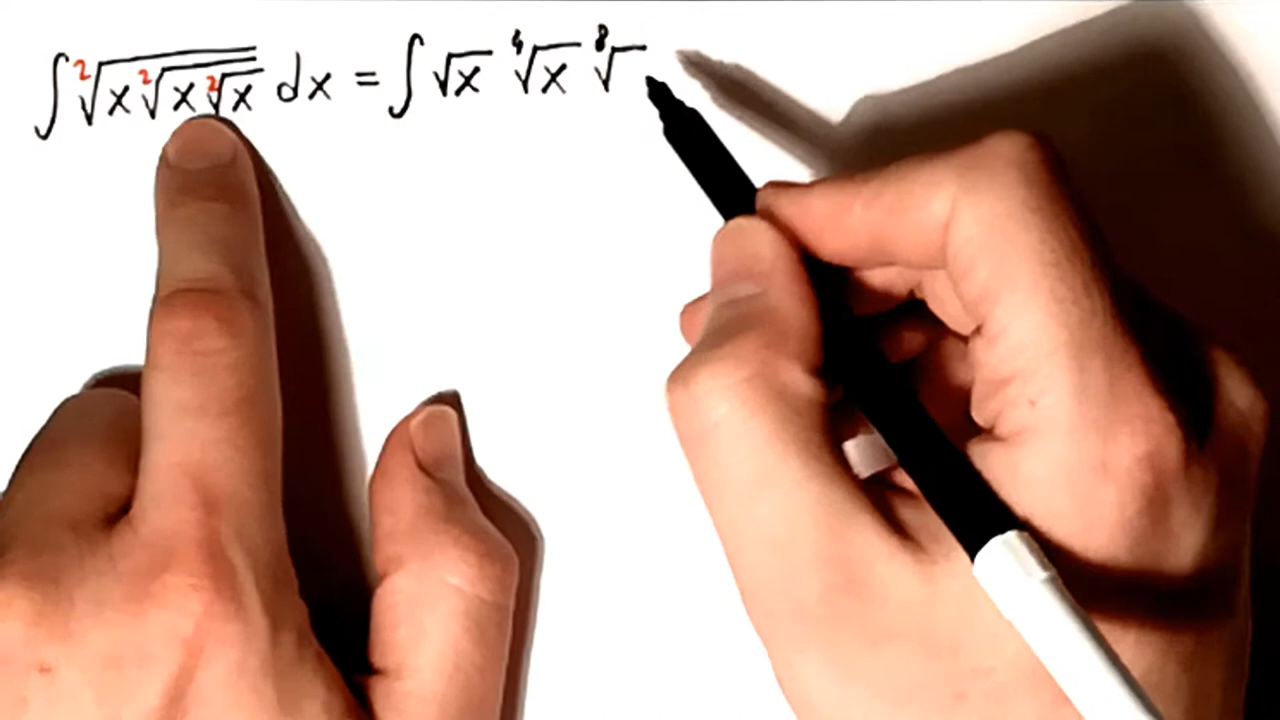 ∫ ²√(x ²√(x ²√x)) dx = ∫ √x ⁴√x ⁸√